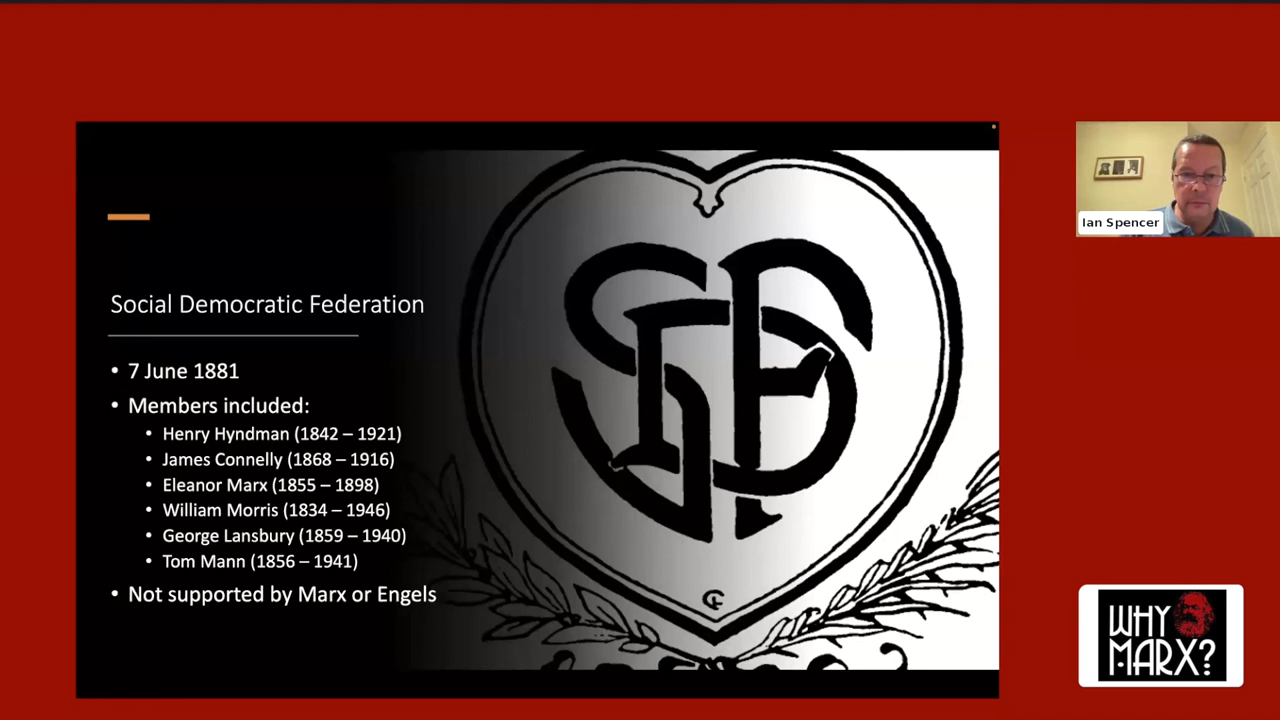 Social Democratic Federation
• 7 June 1881
• Members included:
• Henry Hyndman (1842 – 1921)
• James Connelly (1868 – 1916)
• Eleanor Marx (1855 – 1898)
• William Morris (1834 – 1946)
• George Lansbury (1859 – 1940)
• Tom Mann (1856 – 1941)
• Not supported by Marx or Engels
SDF
Ian Spencer
WHY
MARX?